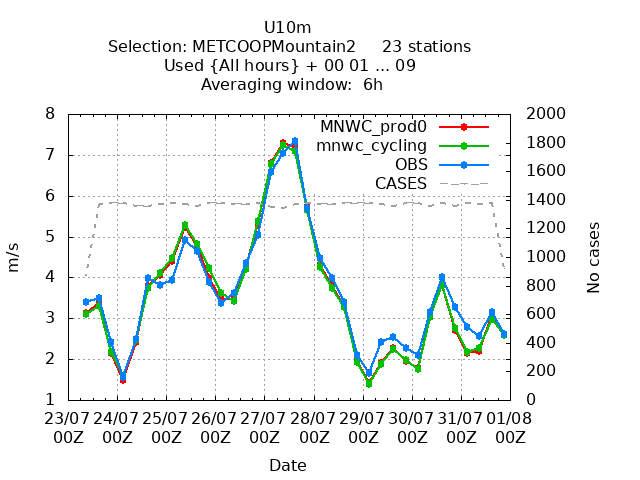 U10m
Selection: METCOOPMountain2     23 stations
Used {All hours} + 00 01 ... 09
Averaging window:  6h
MNWC_prod0
mnwc_cycling
OBS
CASES
m/s
8
7
6
5
4
3
2
1
No cases
2000
1800
1600
1400
1200
1000
800
600
400
200
0
23/07 24/07 25/07 26/07 27/07 28/07 29/07 30/07 31/07 01/08
00Z 00Z 00Z 00Z 00Z 00Z 00Z 00Z 00Z 00Z
Date